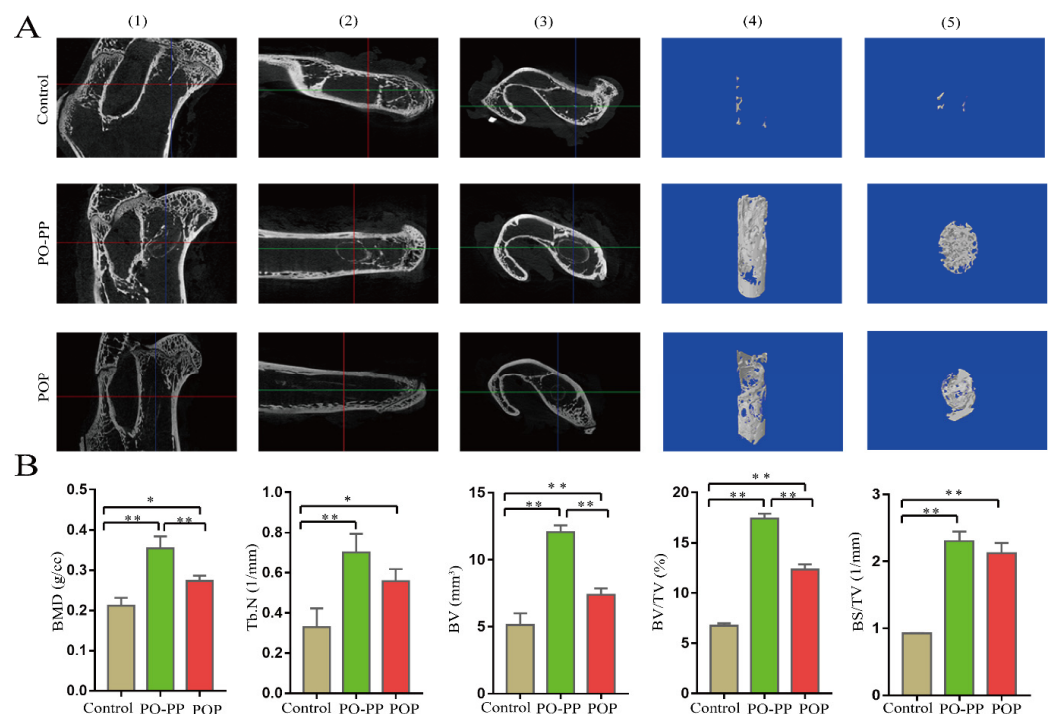 A
(1) (2) (3) (4) (5)
Control
PO-PP
POP
B
BMD (g/cc)
0.5
0.4
0.3
0.2
0.1
0.0
*
** **
Control PO-PP POP
Tb.N (1/mm)
1.0
0.8
0.6
0.4
0.2
0.0
*
**
Control PO-PP POP
BV (mm³)
15
10
5
0
**
** **
Control PO-PP POP
BV/TV (%)
20
15
10
5
0
**
** **
Control PO-PP POP
BS/TV (1/mm)
3
2
1
0
**
**
Control PO-PP POP